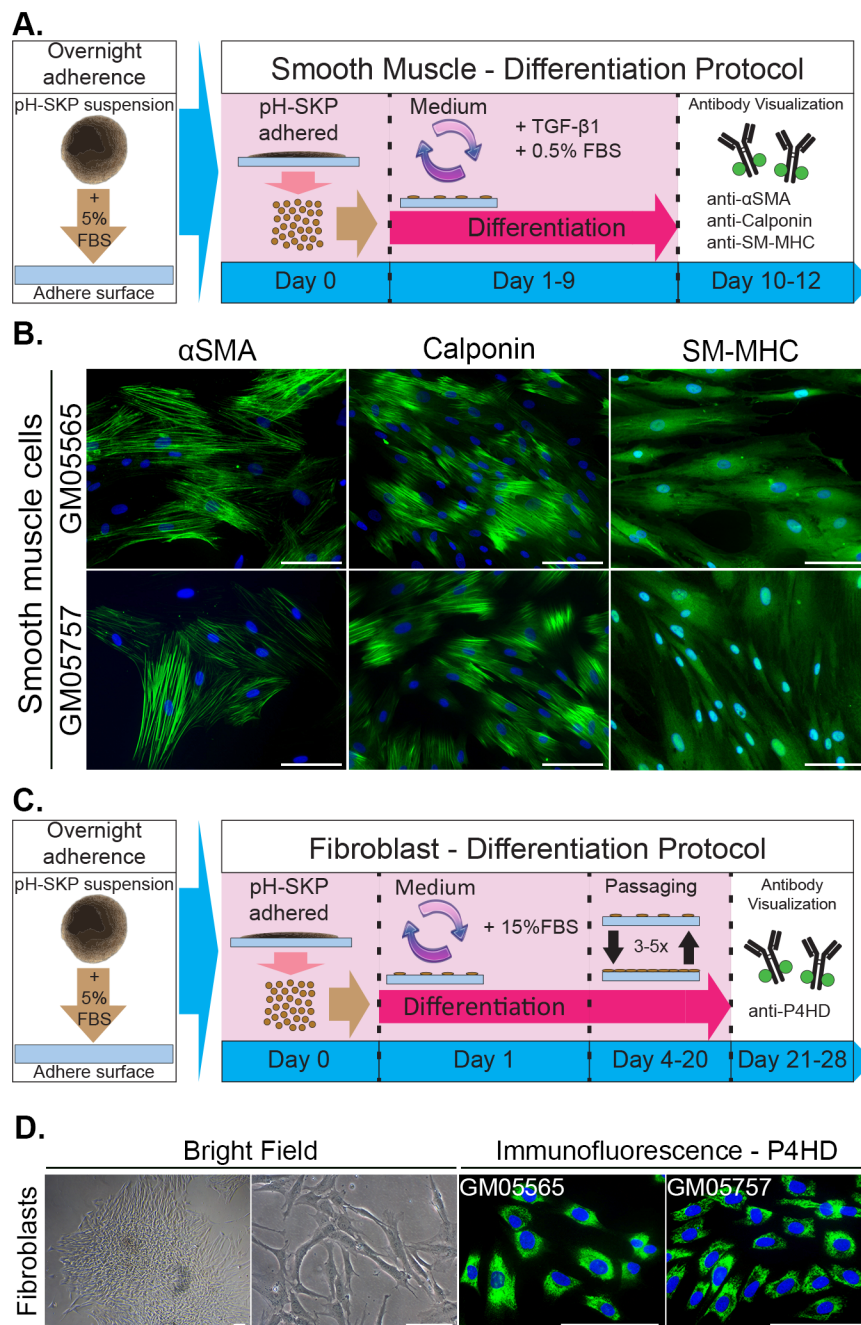 A.
Overnight
adherence
pH-SKP suspension
+
5%
FBS
Adhere surface
Smooth Muscle - Differentiation Protocol
pH-SKP
adhered
Medium
+ TGF-β1
+ 0.5% FBS
Differentiation
Antibody Visualization
anti-αSMA
anti-Calponin
anti-SM-MHC
Day 0
Day 1-9
Day 10-12
B.
αSMA
Calponin
SM-MHC
Smooth muscle cells
GM05565
GM05757
C.
Overnight
adherence
pH-SKP suspension
+
5%
FBS
Adhere surface
Fibroblast - Differentiation Protocol
pH-SKP
adhered
Medium
+ 15%FBS
Differentiation
Passaging
3-5x
Antibody
Visualization
anti-P4HD
Day 0
Day 1
Day 4-20
Day 21-28
D.
Bright Field
Immunofluorescence - P4HD
Fibroblasts
GM05565
GM05757